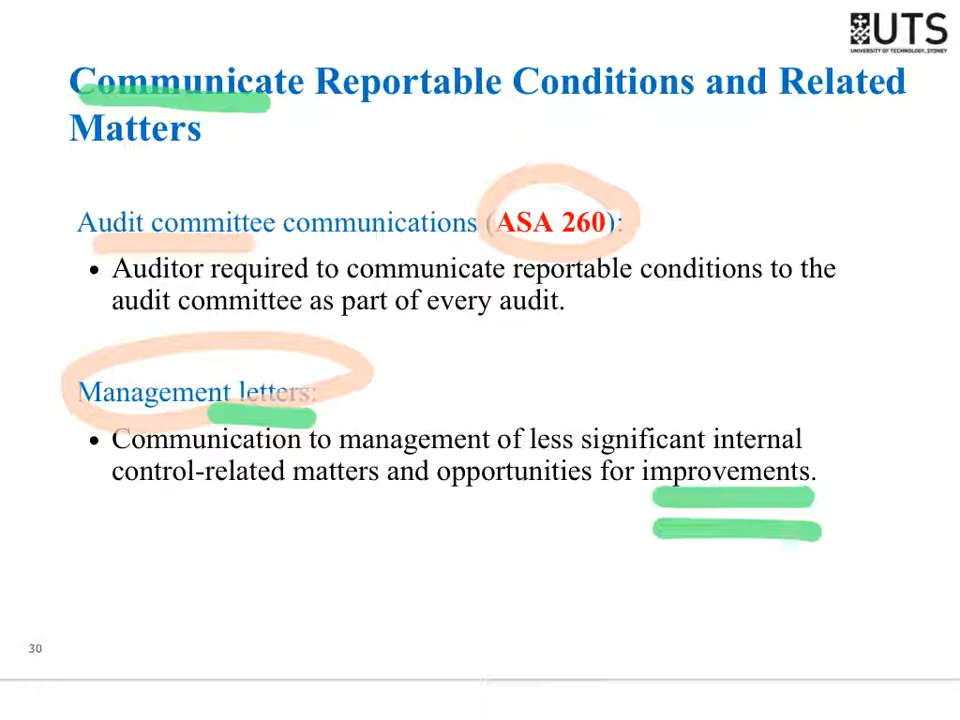 UTS
UNIVERSITY OF TECHNOLOGY, SYDNEY
Communicate Reportable Conditions and Related
Matters
Audit committee communications (ASA 260):
• Auditor required to communicate reportable conditions to the
audit committee as part of every audit.
Management letters:
• Communication to management of less significant internal
control-related matters and opportunities for improvements.
30